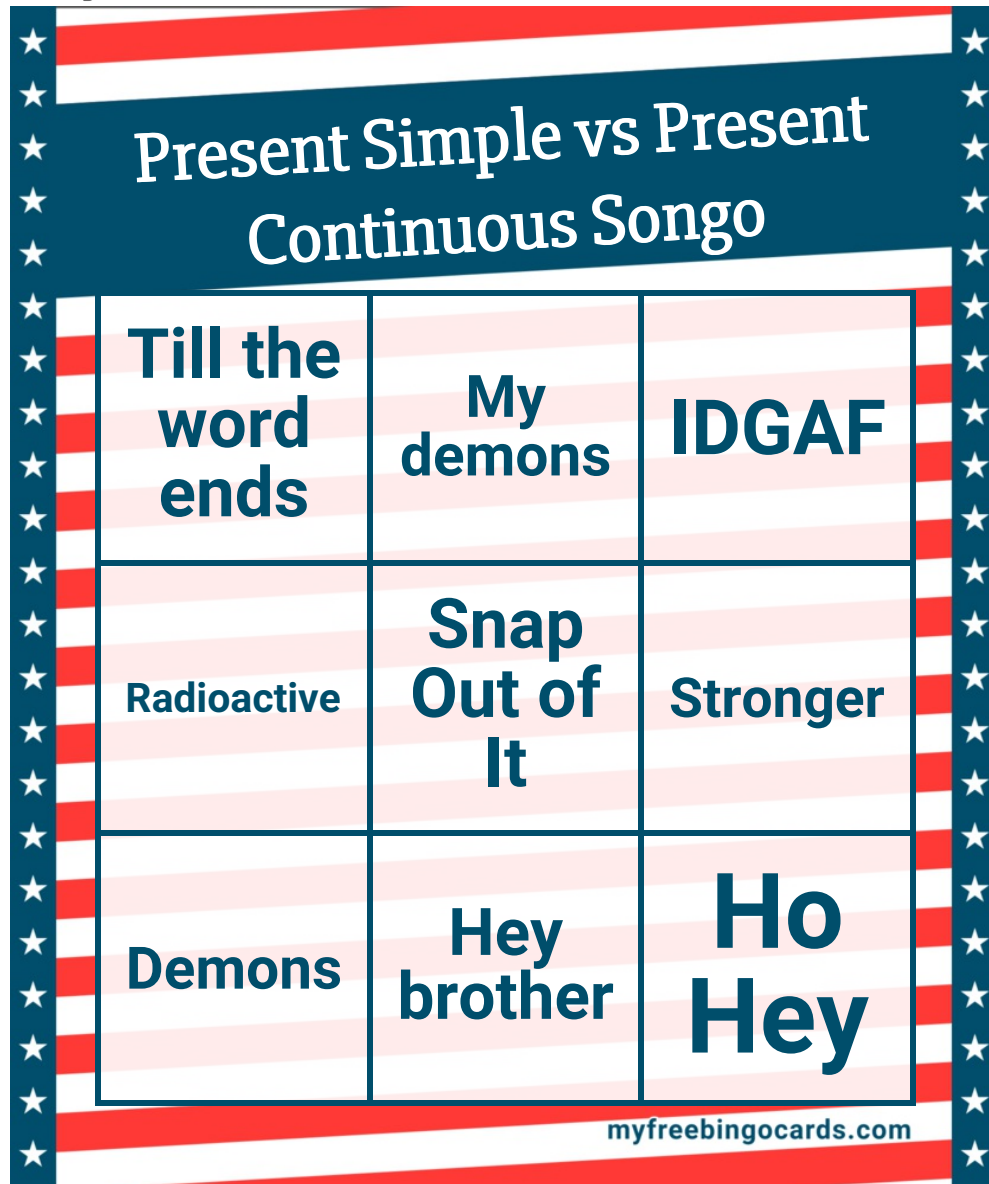 Present Simple vs Present
Continuous Songo
Till the
word
ends
My
demons
IDGAF
Radioactive
Snap
Out of
It
Stronger
Demons
Hey
brother
Ho
Hey
myfreebingocards.com